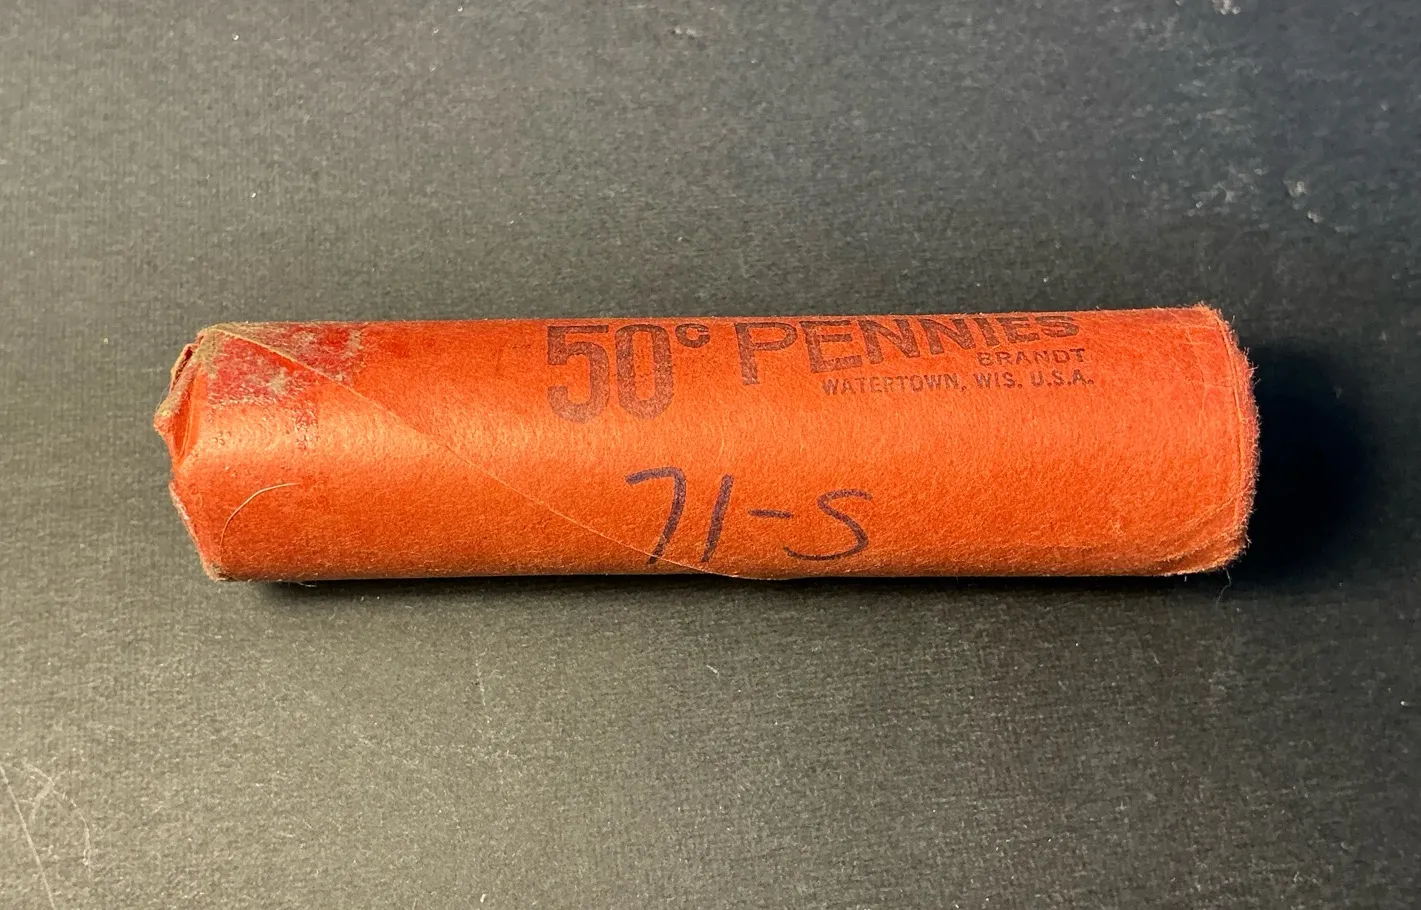 50¢ PENNIES
BRANDT
WATERTOWN, WIS. U.S.A.
71-S